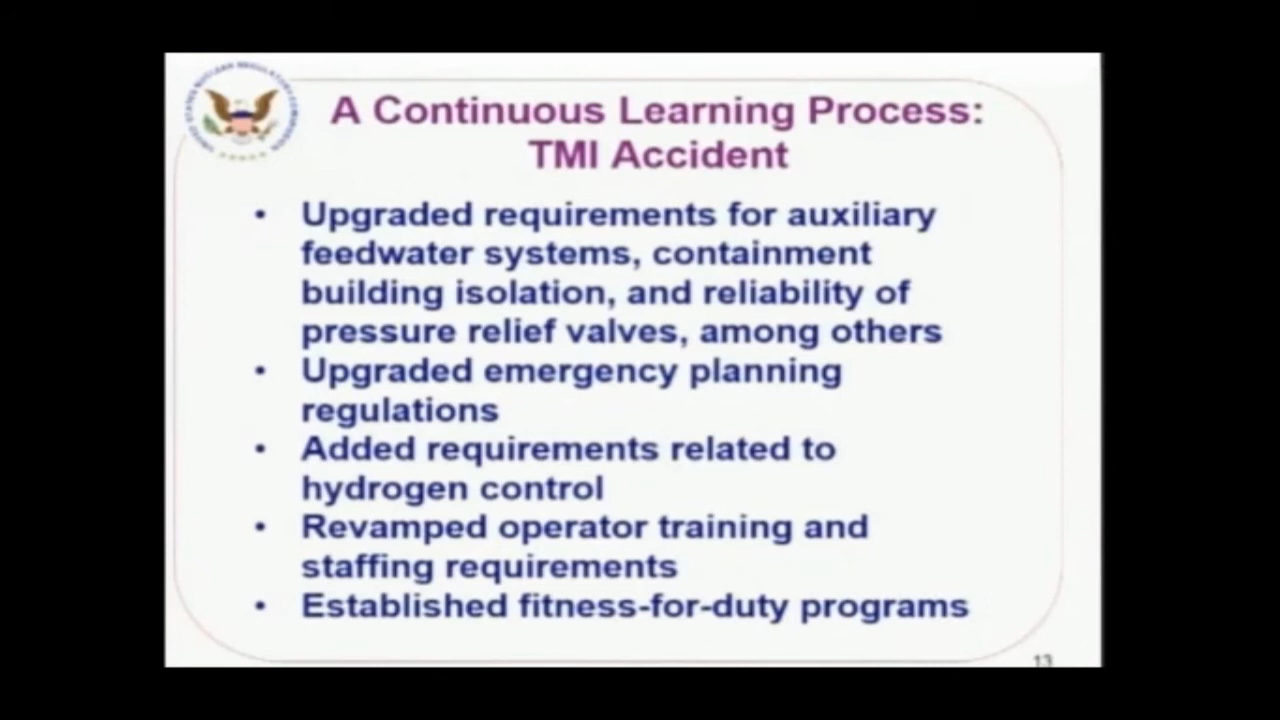 A Continuous Learning Process:
TMI Accident
• Upgraded requirements for auxiliary
feedwater systems, containment
building isolation, and reliability of
pressure relief valves, among others
• Upgraded emergency planning
regulations
• Added requirements related to
hydrogen control
• Revamped operator training and
staffing requirements
• Established fitness-for-duty programs
13